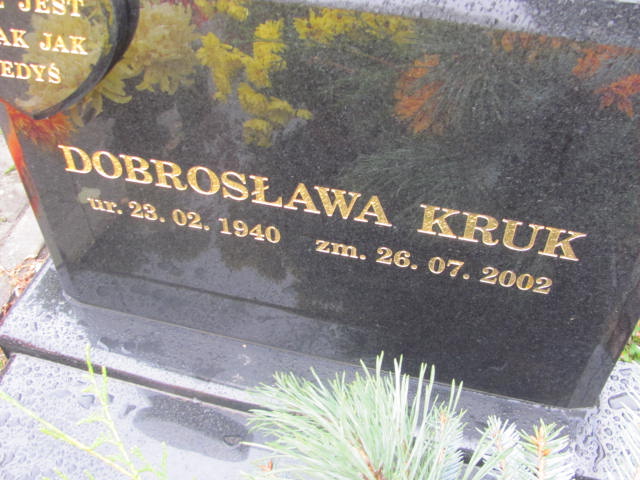 JEST
AK JAK
EDYŚ
DOBROSŁAWA KRUK
ur. 23. 02. 1940 zm. 26. 07. 2002